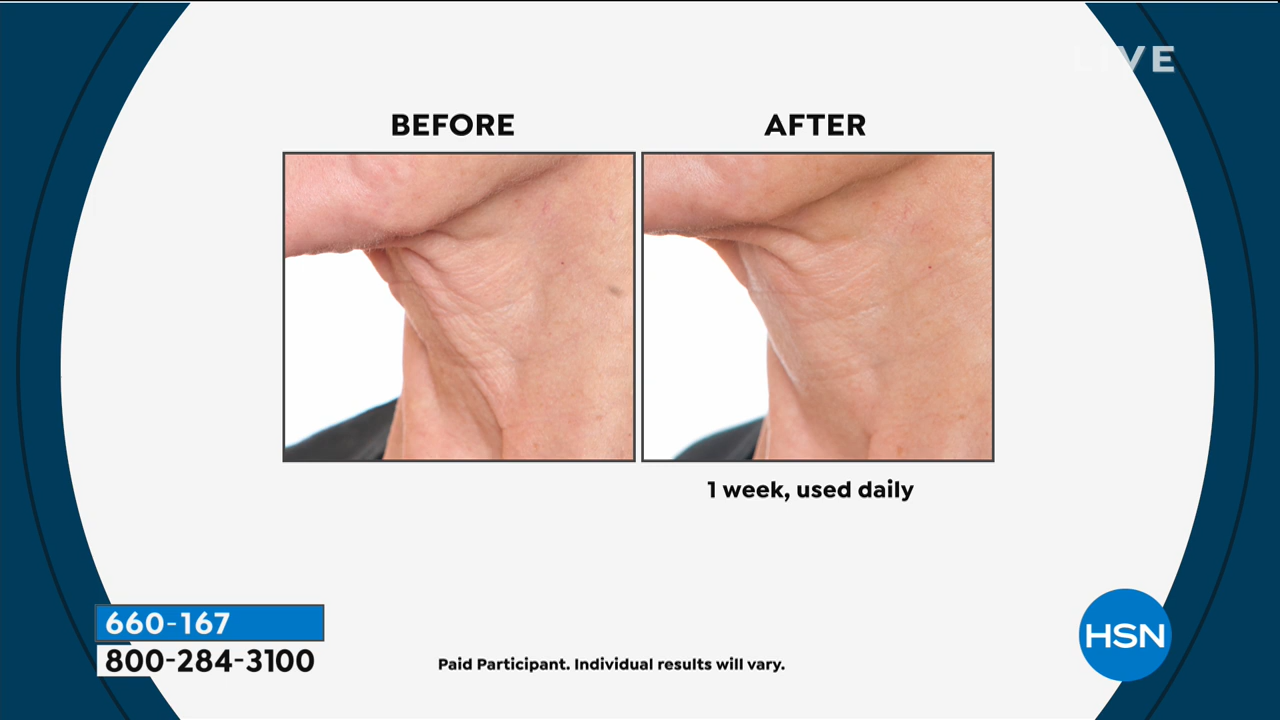 LIVE
BEFORE
AFTER
1 week, used daily
660-167
800-284-3100
Paid Participant. Individual results will vary.
HSN